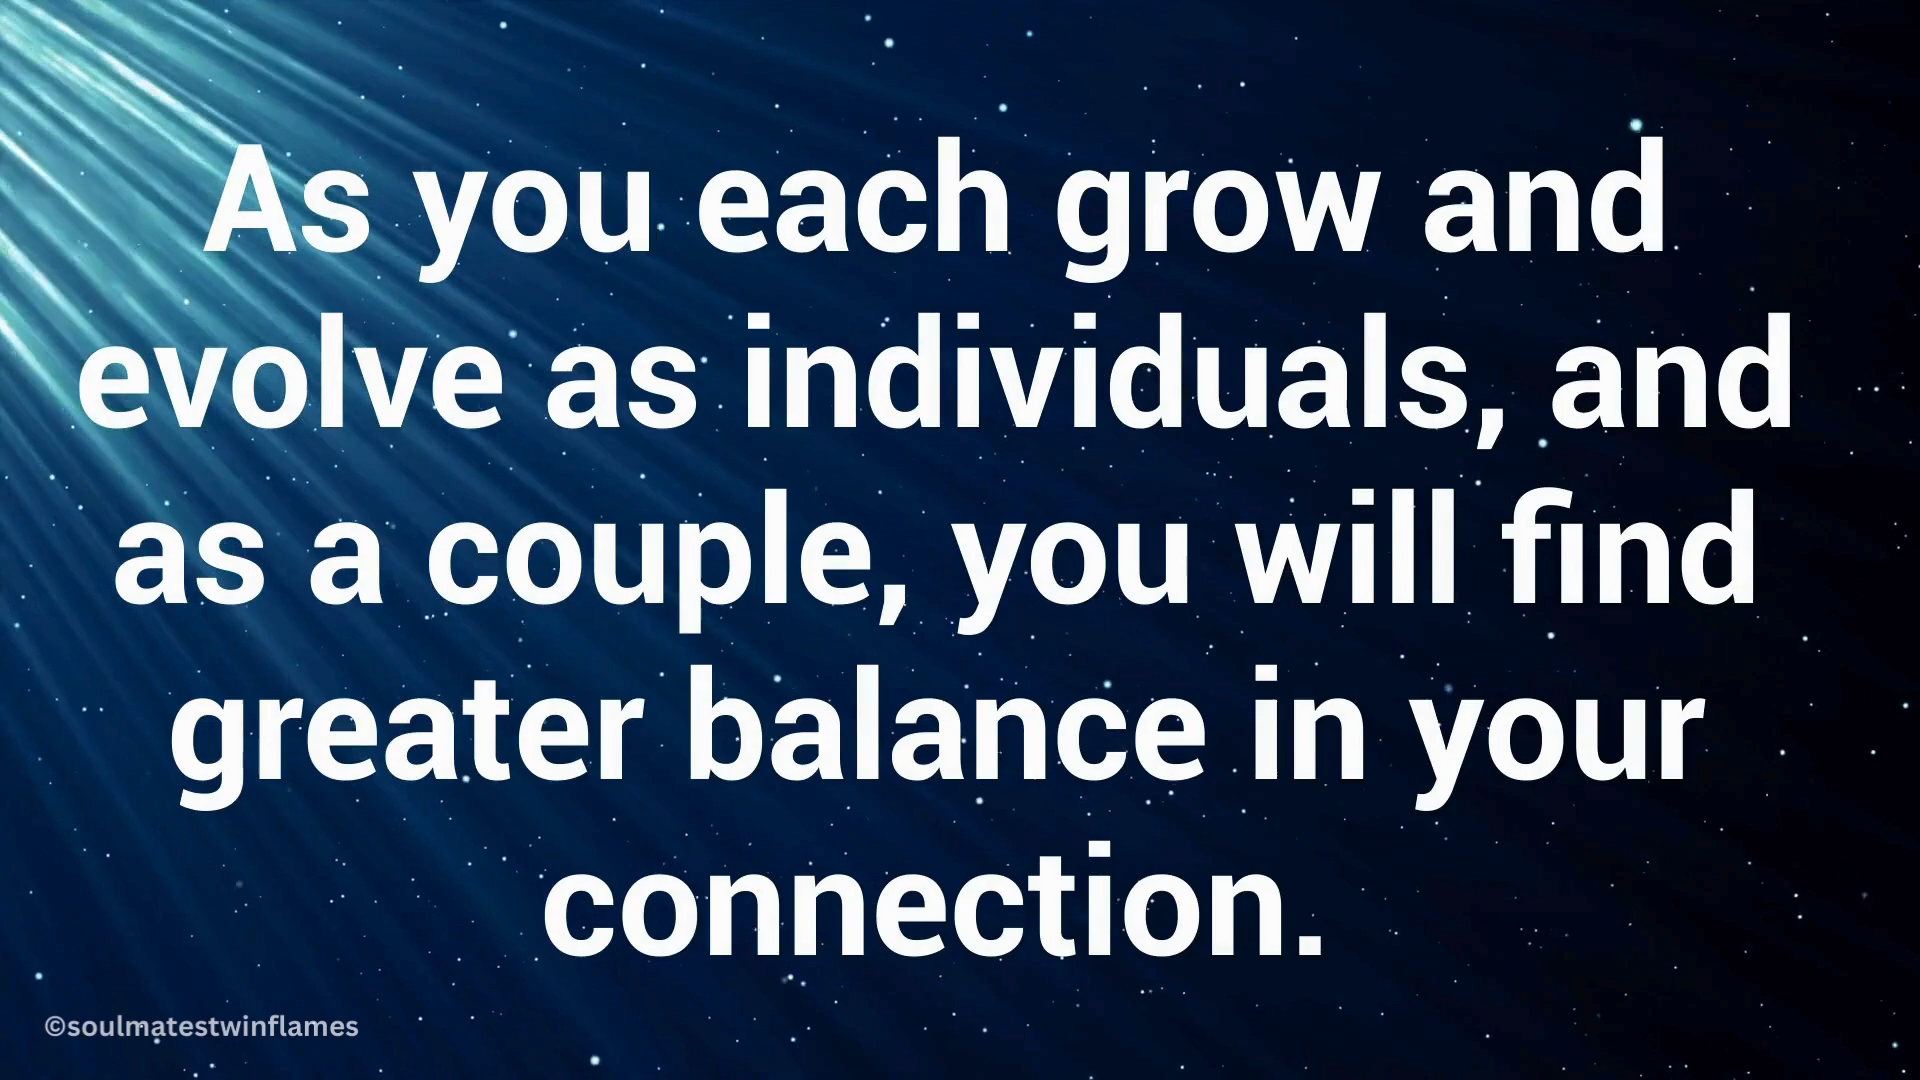 As you each grow and
evolve as individuals, and
as a couple, you will find
greater balance in your
connection.
©soulmatestwinflames